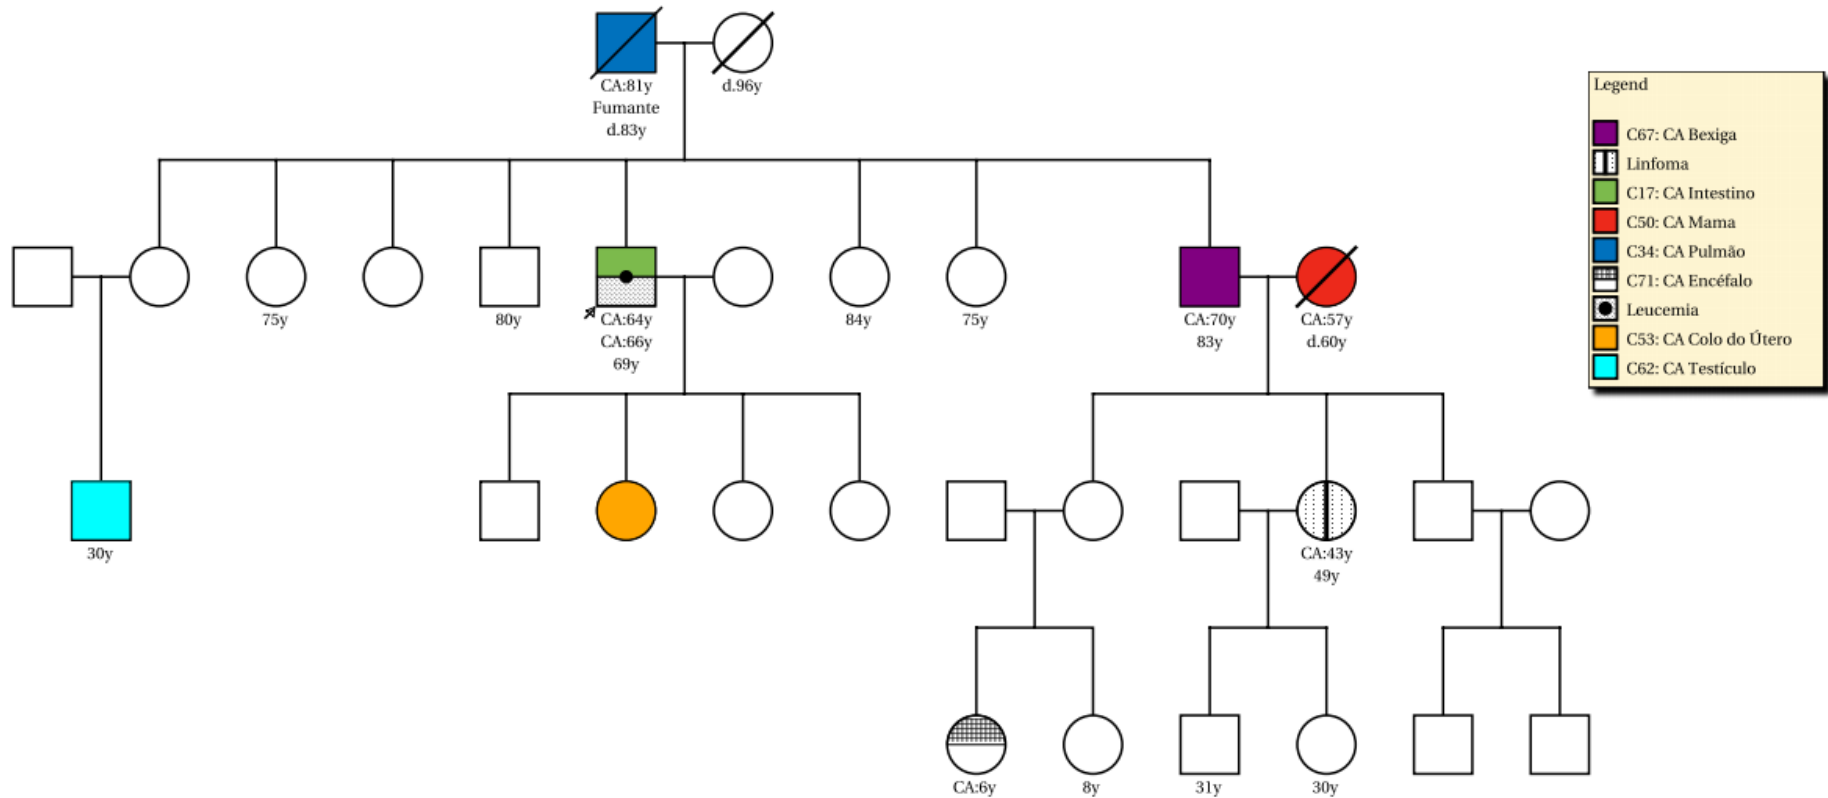 CA:81y
Fumante
d.83y
d.96y
Legend
C67: CA Bexiga
Linfoma
C17: CA Intestino
C50: CA Mama
C34: CA Pulmão
C71: CA Encéfalo
Leucemia
C53: CA Colo do Útero
C62: CA Testículo
75y
80y
CA:64y
CA:66y
69y
84y
75y
CA:70y
83y
CA:57y
d.60y
30y
CA:43y
49y
CA:6y
8y
31y
30y